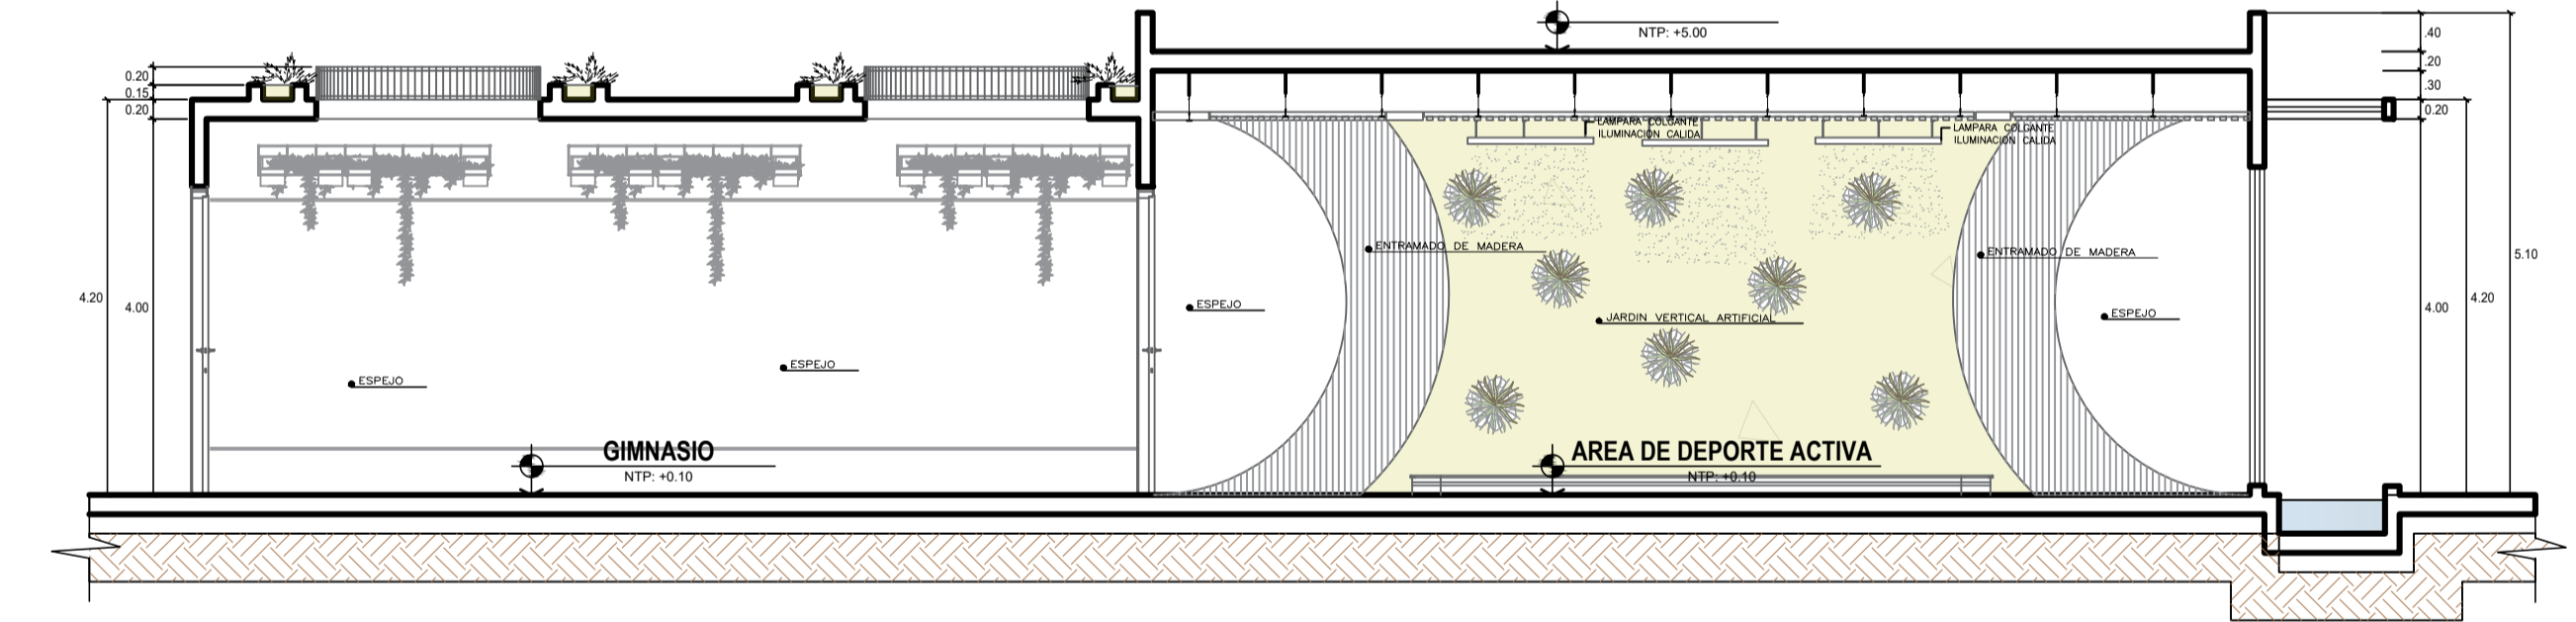 NTP: +5.00
.40
.20
.30
0.20
0.20
0.15
0.20
LAMPARA COLGANTE
ILUMINACIÓN CALIDA
LAMPARA COLGANTE
ILUMINACIÓN CALIDA
ENTRAMADO DE MADERA
ENTRAMADO DE MADERA
5.10
4.20
4.00
ESPEJO
JARDIN VERTICAL ARTIFICIAL
ESPEJO
4.00
4.20
ESPEJO
ESPEJO
GIMNASIO
NTP: +0.10
AREA DE DEPORTE ACTIVA
NTP: +0.10